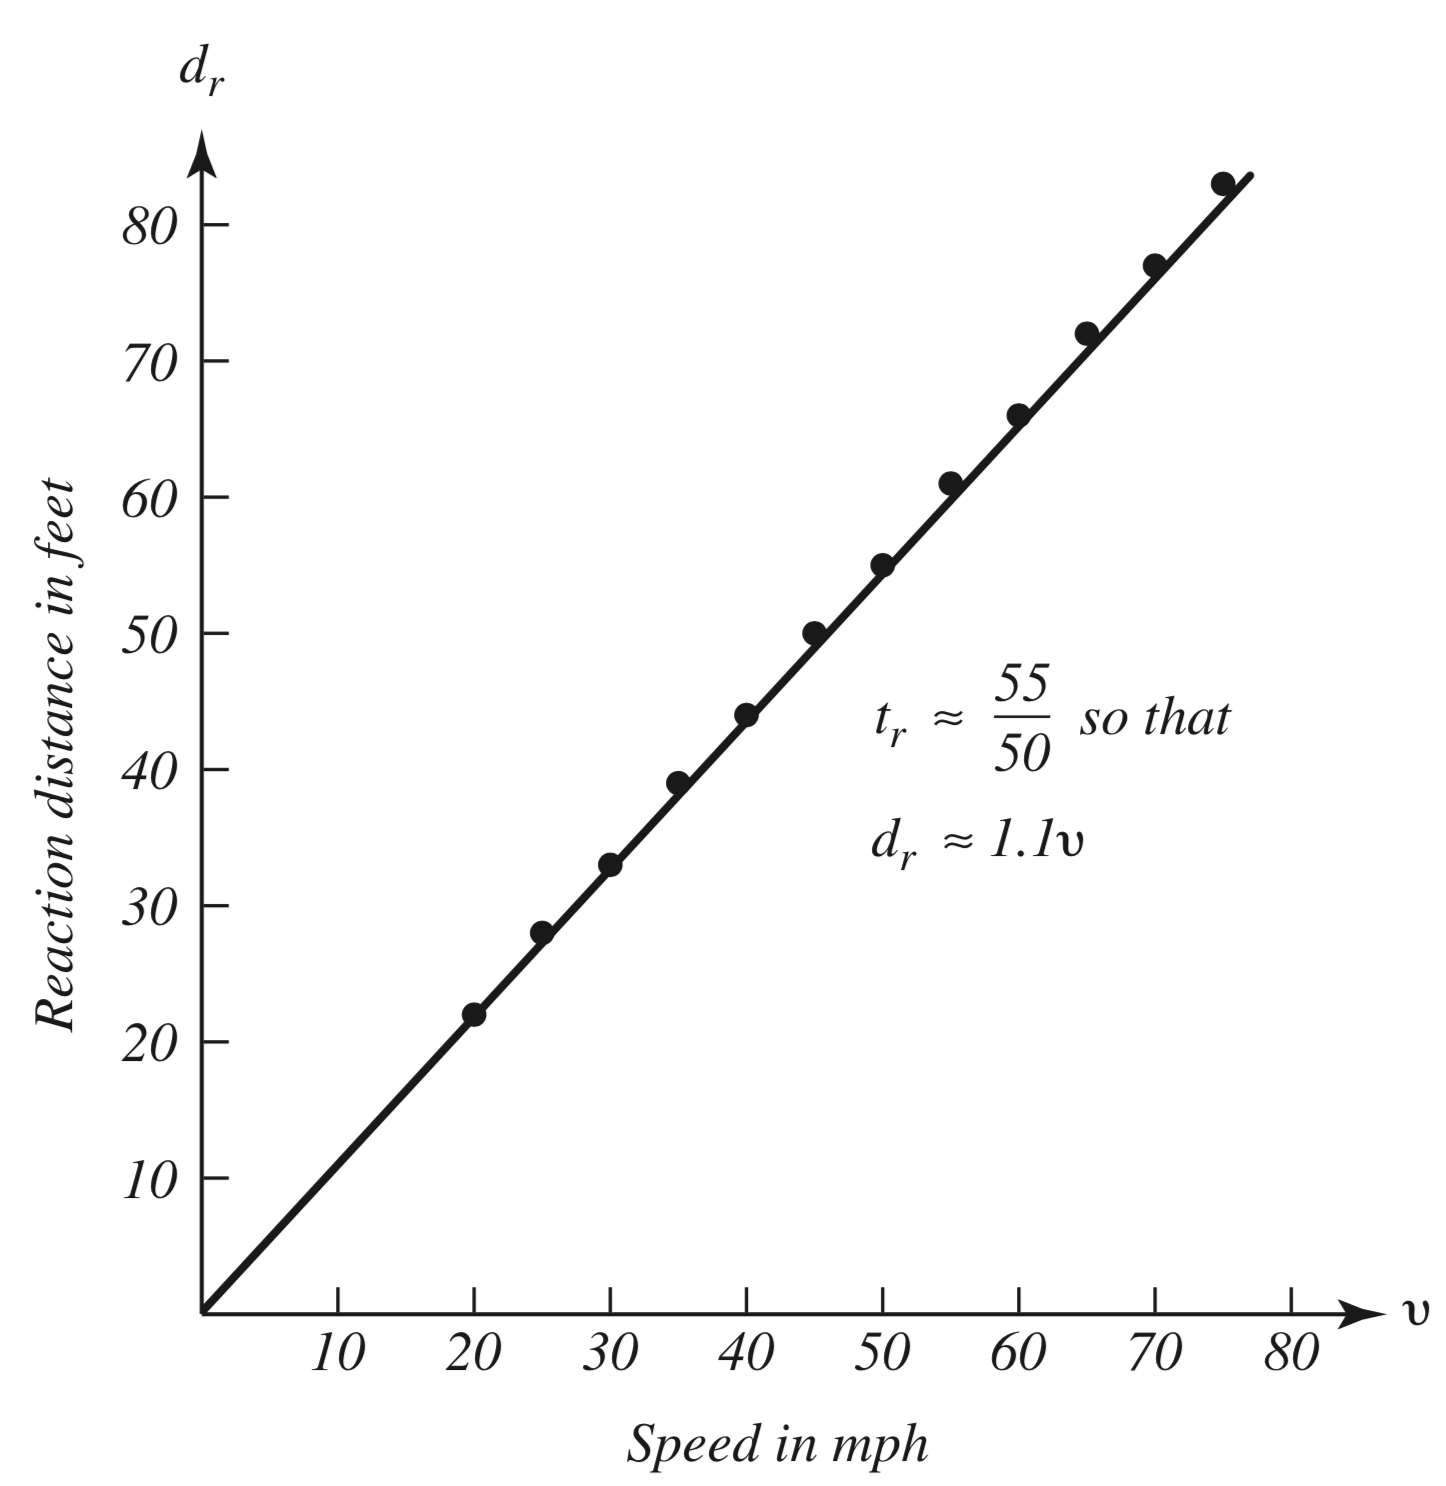 d_r
80
70
60
50
40
30
20
10
Reaction distance in feet
t_r ≈ 55/50 so that
d_r ≈ 1.1υ
10 20 30 40 50 60 70 80 υ
Speed in mph